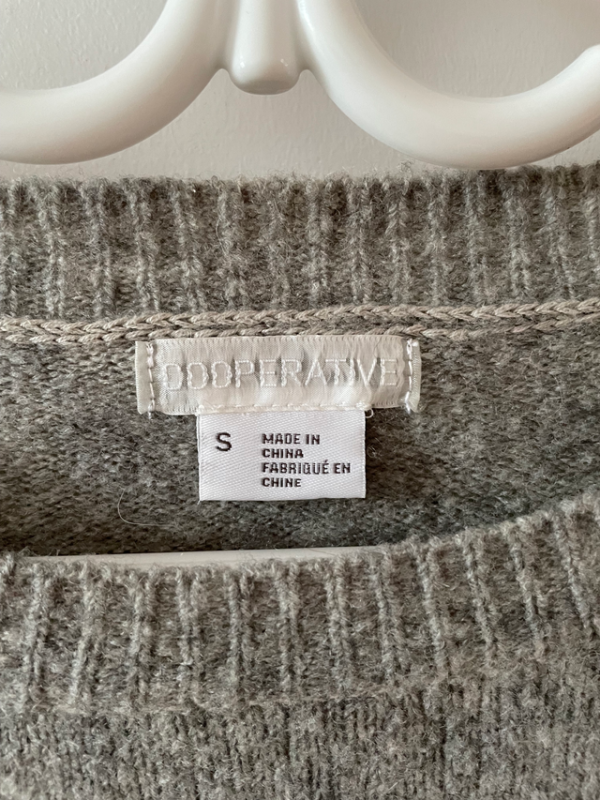 COOPERATIVE
S
MADE IN
CHINA
FABRIQUÉ EN
CHINE